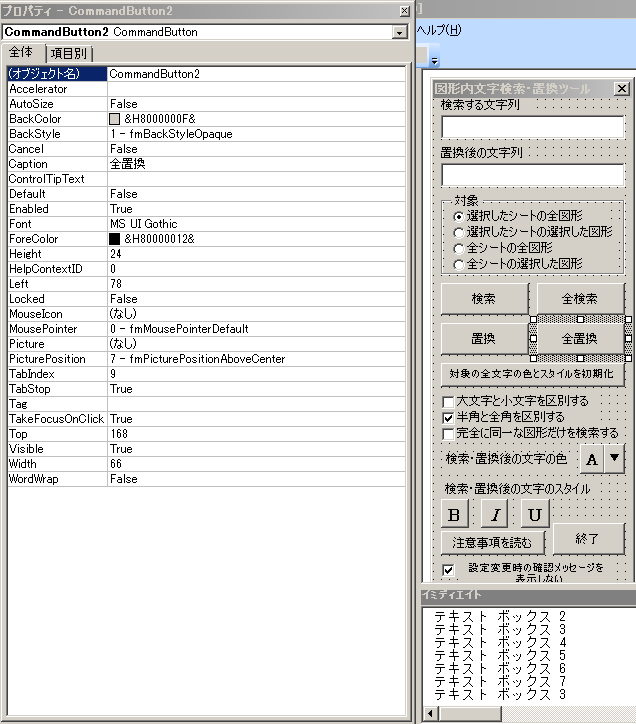 プロパティ - CommandButton2
CommandButton2 CommandButton
全体 項目別
(オブジェクト名) CommandButton2
Accelerator
AutoSize False
BackColor &H8000000F&
BackStyle 1 - fmBackStyleOpaque
Cancel False
Caption 全置換
ControlTipText
Default False
Enabled True
Font MS UI Gothic
ForeColor &H80000012&
Height 24
HelpContextID 0
Left 78
Locked False
MouseIcon (なし)
MousePointer 0 - fmMousePointerDefault
Picture (なし)
PicturePosition 7 - fmPicturePositionAboveCenter
TabIndex 9
TabStop True
Tag
TakeFocusOnClick True
Top 168
Visible True
Width 66
WordWrap False
ヘルプ(H)
図形内文字検索・置換ツール
検索する文字列
置換後の文字列
対象
選択したシートの全図形
選択したシートの選択した図形
全シートの全図形
全シートの選択した図形
検索 全検索
置換 全置換
対象の全文字の色とスタイルを初期化
大文字と小文字を区別する
半角と全角を区別する
完全に同一な図形だけを検索する
検索・置換後の文字の色 A
検索・置換後の文字のスタイル
B I U
注意事項を読む 終了
設定変更時の確認メッセージを
表示しない
イミディエイト
テキスト ボックス 2
テキスト ボックス 3
テキスト ボックス 4
テキスト ボックス 5
テキスト ボックス 6
テキスト ボックス 7
テキスト ボックス 3